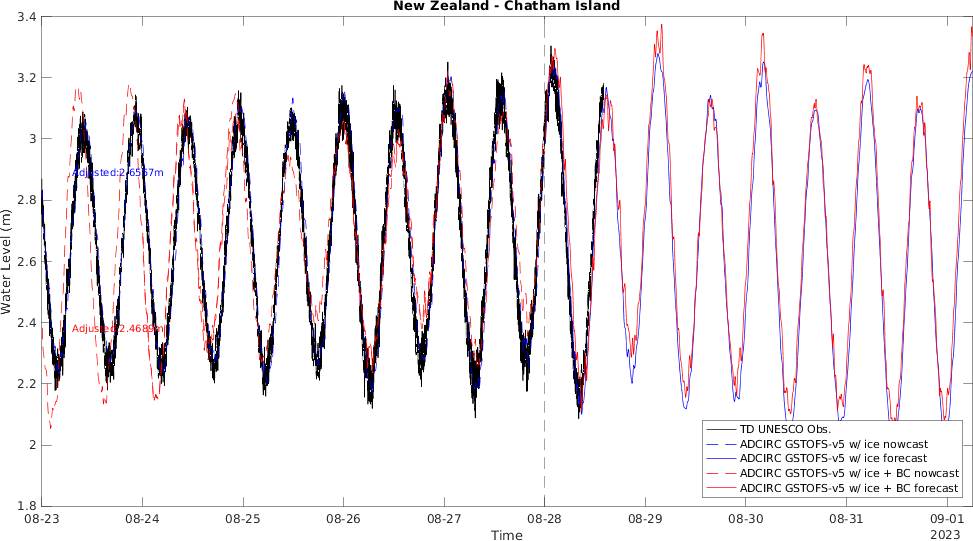 New Zealand - Chatham Island
3.4
3.2
3
2.8
2.6
2.4
2.2
2
1.8
Water Level (m)
Adjusted:2.6557m
Adjusted:2.4689m
TD UNESCO Obs.
ADCIRC GSTOFS-v5 w/ ice nowcast
ADCIRC GSTOFS-v5 w/ ice forecast
ADCIRC GSTOFS-v5 w/ ice + BC nowcast
ADCIRC GSTOFS-v5 w/ ice + BC forecast
08-23 08-24 08-25 08-26 08-27 08-28 08-29 08-30 08-31 09-01
2023
Time